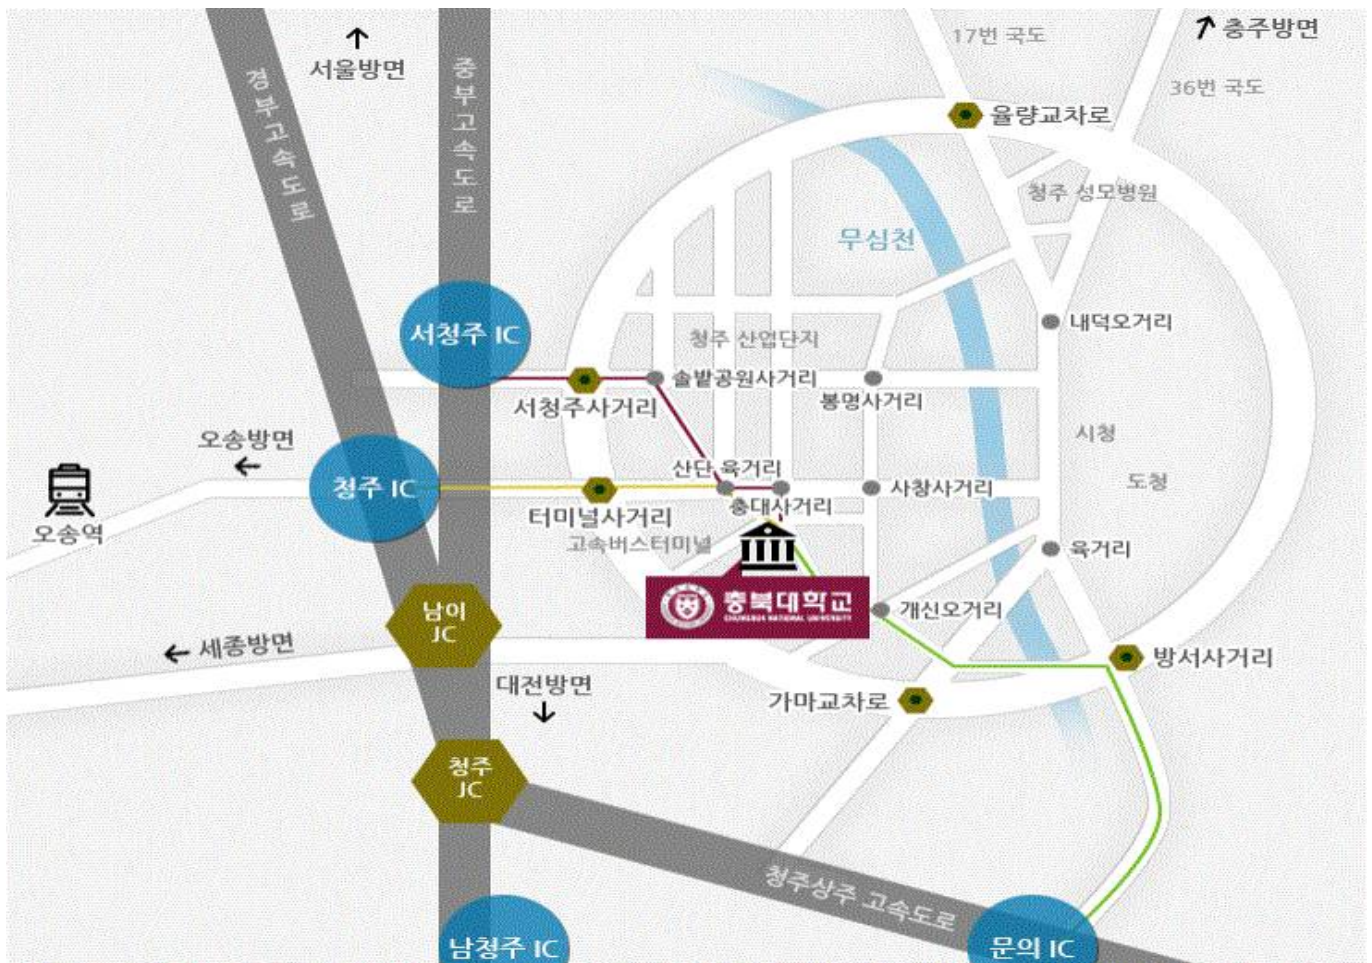 17번 국도
충주방면
서울방면
경부고속도로
중부고속도로
36번 국도
율량교차로
청주 성모병원
무심천
서청주 IC
내덕오거리
청주 산업단지
솔밭공원사거리
봉명사거리
서청주사거리
오송방면
시청
산단 육거리
청주 IC
사창사거리
도청
충대사거리
터미널사거리
오송역
고속버스터미널
육거리
충북대학교
CHUNGBUK NATIONAL UNIVERSITY
개신오거리
남이
JC
세종방면
방서사거리
대전방면
가마교차로
청주
JC
청주상주 고속도로
남청주 IC
문의 IC